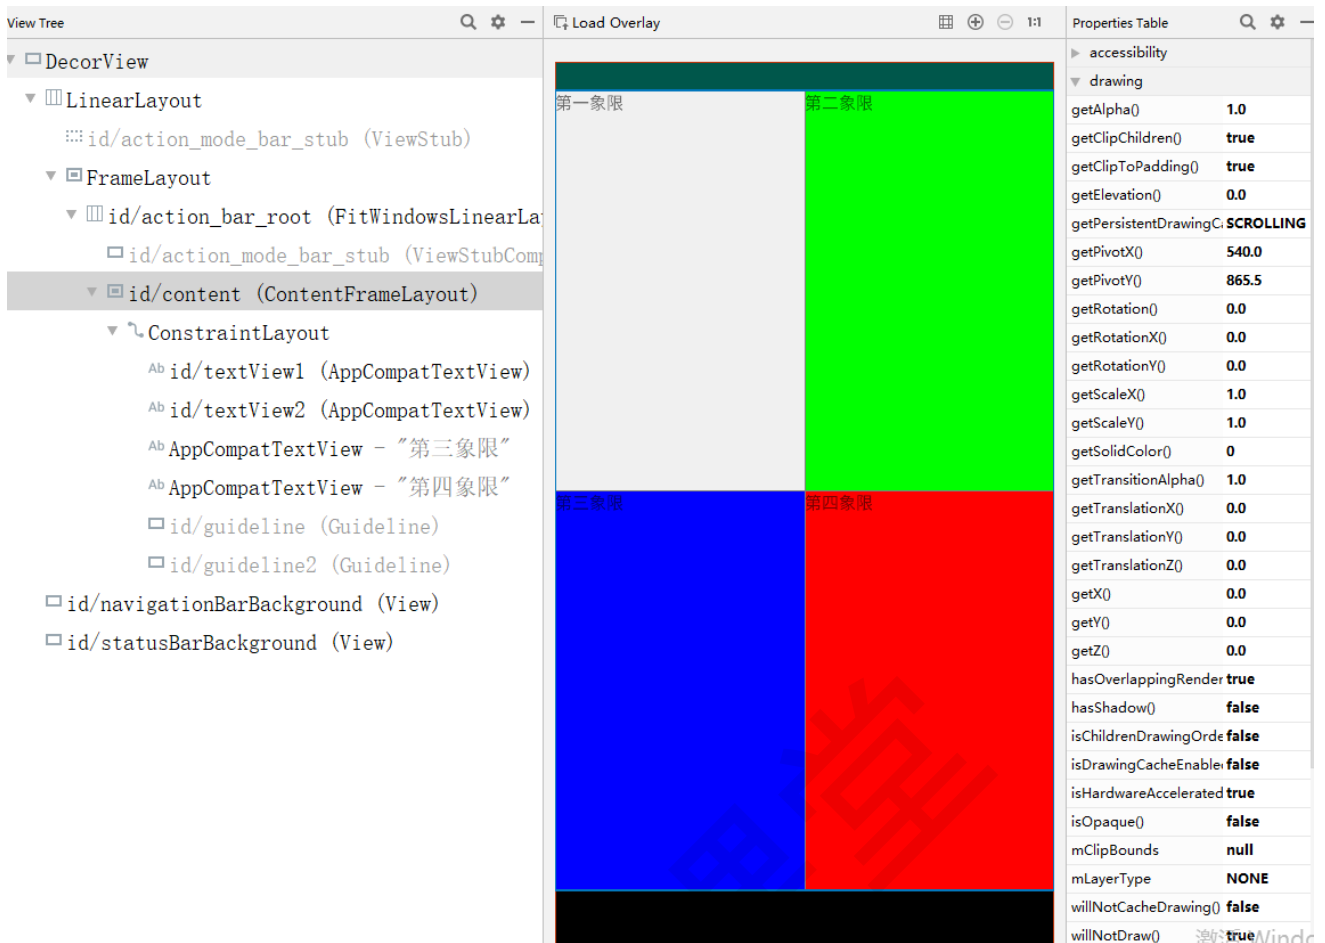 View Tree
DecorView
LinearLayout
id/action_mode_bar_stub (ViewStub)
FrameLayout
id/action_bar_root (FitWindowsLinearLa
id/action_mode_bar_stub (ViewStubComp
id/content (ContentFrameLayout)
ConstraintLayout
Ab id/textView1 (AppCompatTextView)
Ab id/textView2 (AppCompatTextView)
Ab AppCompatTextView - "第三象限"
Ab AppCompatTextView - "第四象限"
id/guideline (Guideline)
id/guideline2 (Guideline)
id/navigationBarBackground (View)
id/statusBarBackground (View)
Load Overlay
1:1
第一象限
第二象限
第三象限
第四象限
Properties Table
accessibility
drawing
getAlpha() 1.0
getClipChildren() true
getClipToPadding() true
getElevation() 0.0
getPersistentDrawingCa SCROLLING
getPivotX() 540.0
getPivotY() 865.5
getRotation() 0.0
getRotationX() 0.0
getRotationY() 0.0
getScaleX() 1.0
getScaleY() 1.0
getSolidColor() 0
getTransitionAlpha() 1.0
getTranslationX() 0.0
getTranslationY() 0.0
getTranslationZ() 0.0
getX() 0.0
getY() 0.0
getZ() 0.0
hasOverlappingRender true
hasShadow() false
isChildrenDrawingOrde false
isDrawingCacheEnable false
isHardwareAccelerated true
isOpaque() false
mClipBounds null
mLayerType NONE
willNotCacheDrawing() false
willNotDraw() true